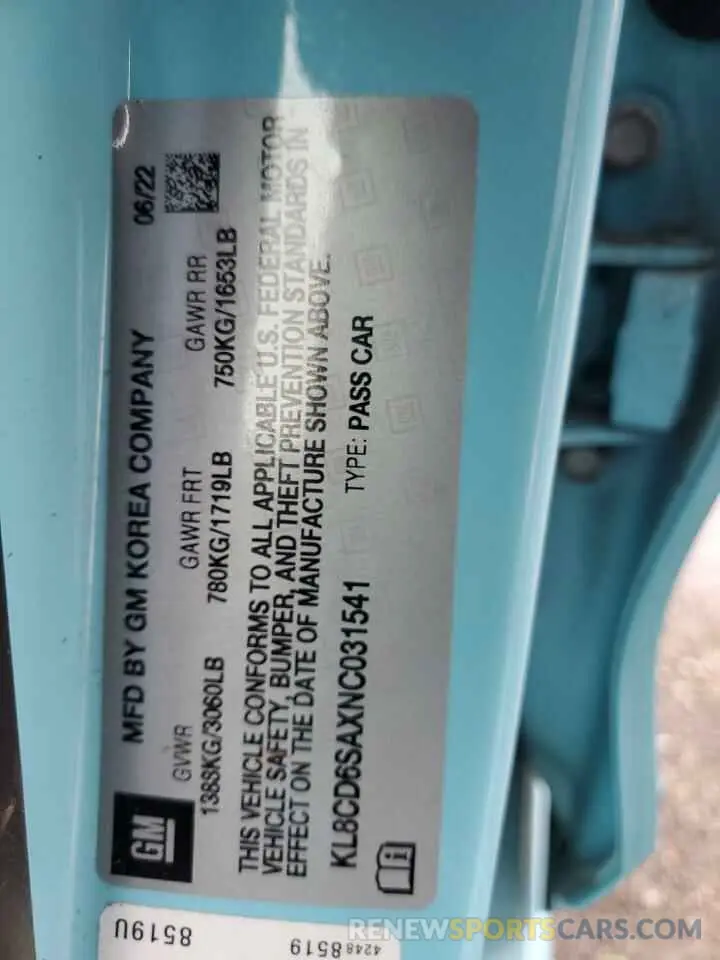 GM
MFD BY GM KOREA COMPANY 06/22
GVWR GAWR FRT GAWR RR
1388KG/3060LB 780KG/1719LB 750KG/1653LB
THIS VEHICLE CONFORMS TO ALL APPLICABLE U.S. FEDERAL MOTOR
VEHICLE SAFETY, BUMPER, AND THEFT PREVENTION STANDARDS IN
EFFECT ON THE DATE OF MANUFACTURE SHOWN ABOVE.
KL8CD6SAXNC031541 TYPE: PASS CAR
8519U
42488519
RENEWSPORTSCARS.COM